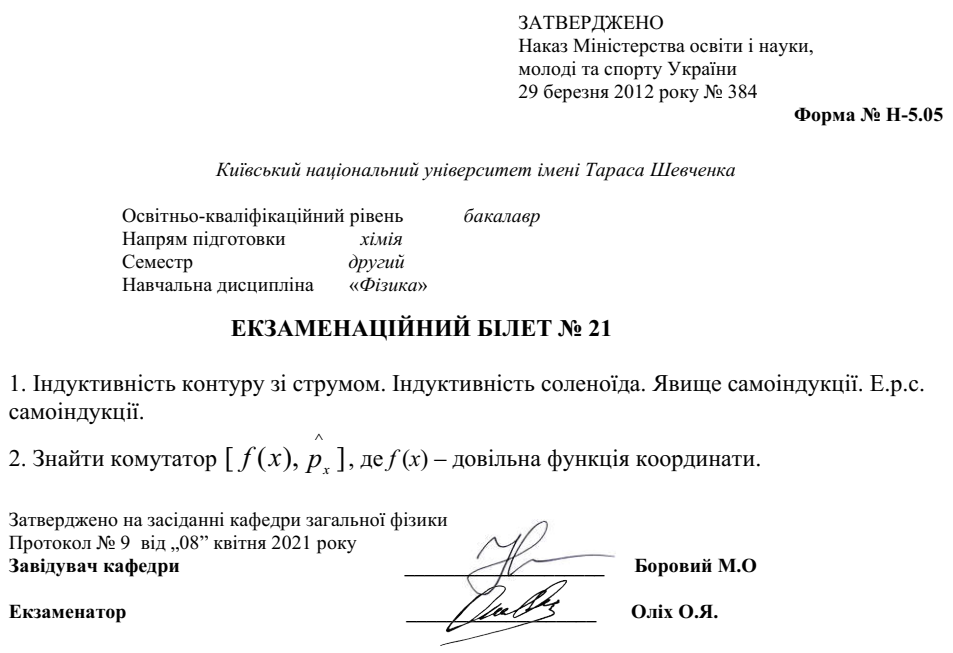 ЗАТВЕРДЖЕНО
Наказ Міністерства освіти і науки,
молоді та спорту України
29 березня 2012 року № 384
Форма № Н-5.05
Київський національний університет імені Тараса Шевченка
Освітньо-кваліфікаційний рівень бакалавр
Напрям підготовки хімія
Семестр другий
Навчальна дисципліна «Фізика»
ЕКЗАМЕНАЦІЙНИЙ БІЛЕТ № 21
1. Індуктивність контуру зі струмом. Індуктивність соленоїда. Явище самоіндукції. Е.р.с.
самоіндукції.
2. Знайти комутатор [ f(x), p̂ₓ ], де f (x) – довільна функція координати.
Затверджено на засіданні кафедри загальної фізики
Протокол № 9 від „08” квітня 2021 року
Завідувач кафедри ____________________ Боровий М.О
Екзаменатор ____________________ Оліх О.Я.